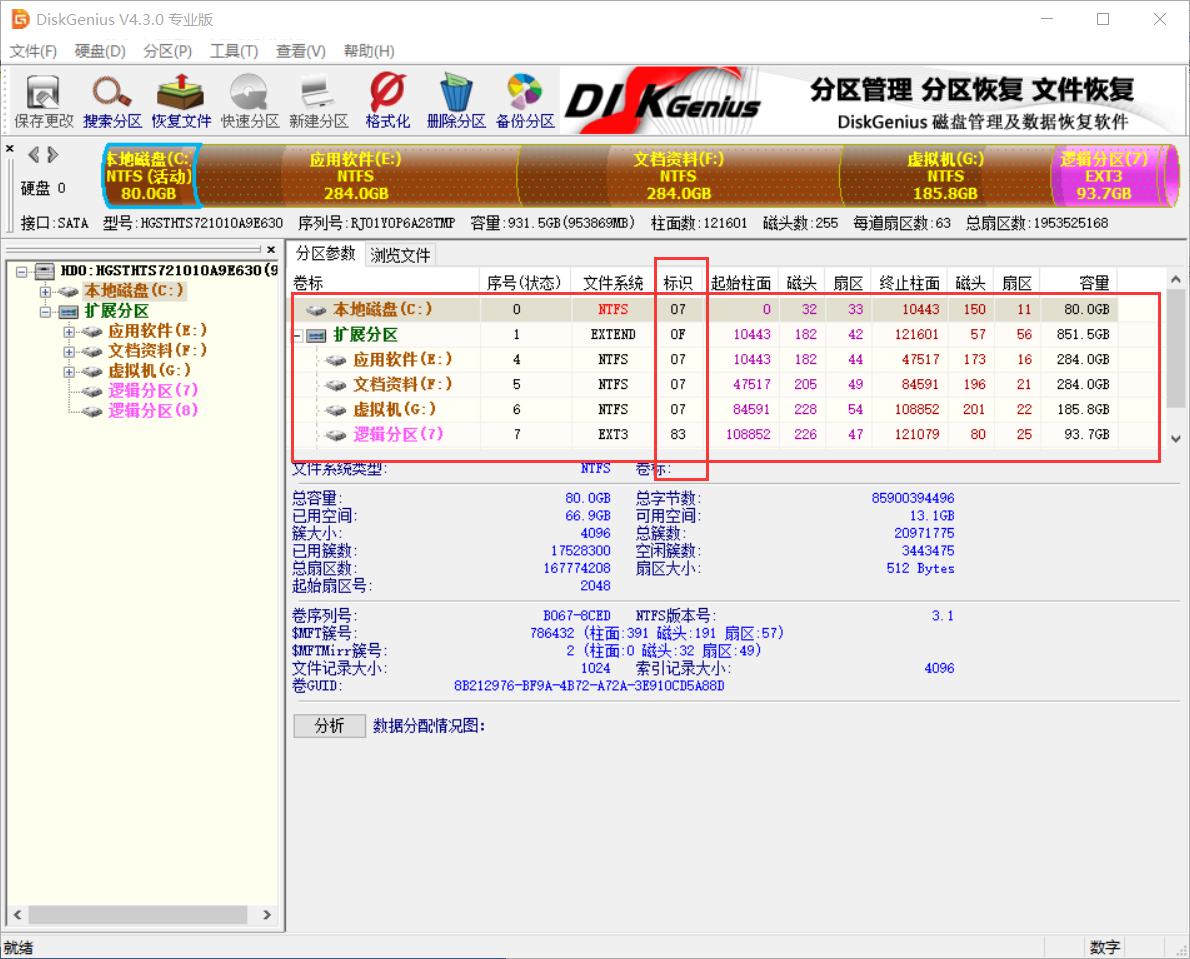 DiskGenius V4.3.0 专业版
文件(F) 硬盘(D) 分区(P) 工具(T) 查看(V) 帮助(H)
保存更改 搜索分区 恢复文件 快速分区 新建分区 格式化 删除分区 备份分区
DISKGenius
分区管理 分区恢复 文件恢复
DiskGenius 磁盘管理及数据恢复软件
硬盘 0
本地磁盘(C:
NTFS (活动)
80.0GB
应用软件(E:)
NTFS
284.0GB
文档资料(F:)
NTFS
284.0GB
虚拟机(G:)
NTFS
185.8GB
逻辑分区(7)
EXT3
93.7GB
接口:SATA 型号:HGSTHTS721010A9E630 序列号:RJ01Y0P6A28TMP 容量:931.5GB(953869MB) 柱面数:121601 磁头数:255 每道扇区数:63 总扇区数:1953525168
HD0:HGSTHTS721010A9E630(9
本地磁盘(C:)
扩展分区
应用软件(E:)
文档资料(F:)
虚拟机(G:)
逻辑分区(7)
逻辑分区(8)
分区参数 浏览文件
卷标 序号(状态) 文件系统 标识 起始柱面 磁头 扇区 终止柱面 磁头 扇区 容量
本地磁盘(C:) 0 NTFS 07 0 32 33 10443 150 11 80.0GB
扩展分区 1 EXTEND 0F 10443 182 42 121601 57 56 851.5GB
应用软件(E:) 4 NTFS 07 10443 182 44 47517 173 16 284.0GB
文档资料(F:) 5 NTFS 07 47517 205 49 84591 196 21 284.0GB
虚拟机(G:) 6 NTFS 07 84591 228 54 108852 201 22 185.8GB
逻辑分区(7) 7 EXT3 83 108852 226 47 121079 80 25 93.7GB
文件系统类型: NTFS 卷标:
总容量: 80.0GB 总字节数: 85900394496
已用空间: 66.9GB 可用空间: 13.1GB
簇大小: 4096 总簇数: 20971775
已用簇数: 17528300 空闲簇数: 3443475
总扇区数: 167774208 扇区大小: 512 Bytes
起始扇区号: 2048
卷序列号: B067-8CED NTFS版本号: 3.1
$MFT簇号: 786432 (柱面:391 磁头:191 扇区:57)
$MFTMirr簇号: 2 (柱面:0 磁头:32 扇区:49)
文件记录大小: 1024 索引记录大小: 4096
卷GUID: 8B212976-BF9A-4B72-A72A-3E910CD5A88D
分析 数据分配情况图:
就绪 数字